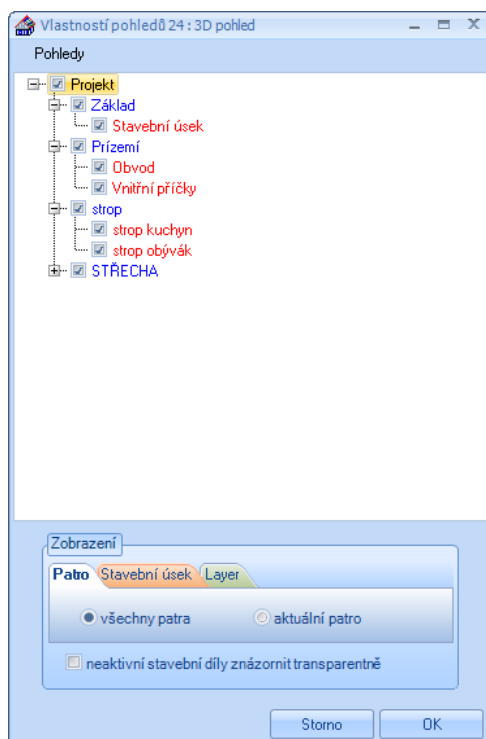 Vlastností pohledů 24 : 3D pohled
Pohledy
Projekt
Základ
Stavební úsek
Prízemí
Obvod
Vnitřní příčky
strop
strop kuchyn
strop obývák
STŘECHA
Zobrazení
Patro Stavební úsek Layer
všechny patra aktuální patro
neaktivní stavební díly znázornit transparentně
Storno OK